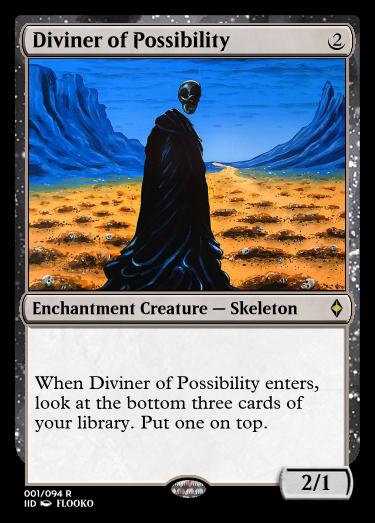 Diviner of Possibility 2
Enchantment Creature — Skeleton
When Diviner of Possibility enters,
look at the bottom three cards of
your library. Put one on top.
2/1
001/094 R
IID FLOOKO